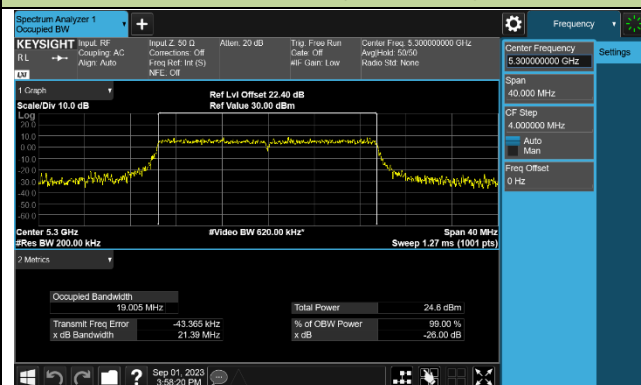 Spectrum Analyzer 1
Occupied BW
+
Frequency
KEYSIGHT
RL
LXI
Input: RF
Coupling: AC
Align: Auto
Input Z: 50 Ω
Corrections: Off
Freq Ref: Int (S)
NFE: Off
Atten: 20 dB
Trig: Free Run
Gate: Off
#IF Gain: Low
Center Freq: 5.300000000 GHz
Avg|Hold: 50/50
Radio Std: None
Center Frequency
5.300000000 GHz
Settings
Span
40.000 MHz
CF Step
4.000000 MHz
Auto
Man
Freq Offset
0 Hz
1 Graph
Scale/Div 10.0 dB
Ref Lvl Offset 22.40 dB
Ref Value 30.00 dBm
Log
20.0
10.0
0.00
-10.0
-20.0
-30.0
-40.0
-50.0
-60.0
Center 5.3 GHz
#Res BW 200.00 kHz
#Video BW 620.00 kHz*
Span 40 MHz
Sweep 1.27 ms (1001 pts)
2 Metrics
Occupied Bandwidth
19.005 MHz
Total Power 24.6 dBm
Transmit Freq Error -43.365 kHz
% of OBW Power 99.00 %
x dB Bandwidth 21.39 MHz
x dB -26.00 dB
?
Sep 01, 2023
3:58:20 PM